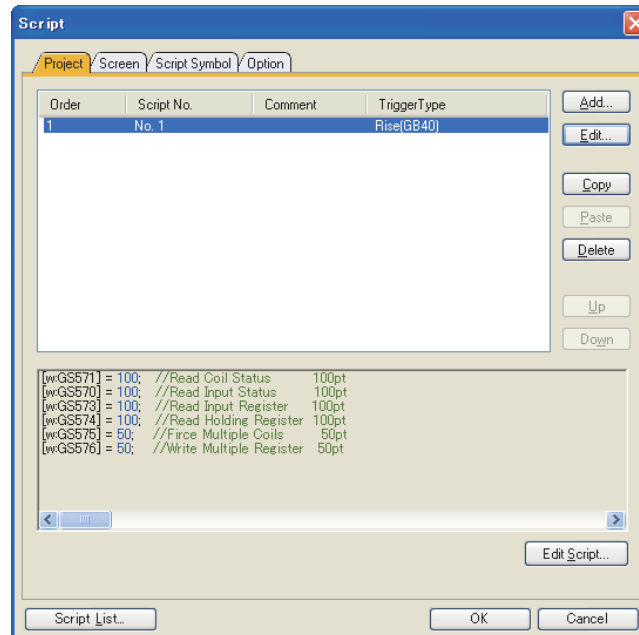 Script
Project Screen Script Symbol Option
Order Script No. Comment TriggerType
1 No. 1 Rise(GB40)
Add...
Edit...
Copy
Paste
Delete
Up
Down
[w:GS571] = 100; //Read Coil Status 100pt
[w:GS570] = 100; //Read Input Status 100pt
[w:GS573] = 100; //Read Input Register 100pt
[w:GS574] = 100; //Read Holding Register 100pt
[w:GS575] = 50; //Firce Multiple Coils 50pt
[w:GS576] = 50; //Write Multiple Register 50pt
Edit Script...
Script List...
OK
Cancel